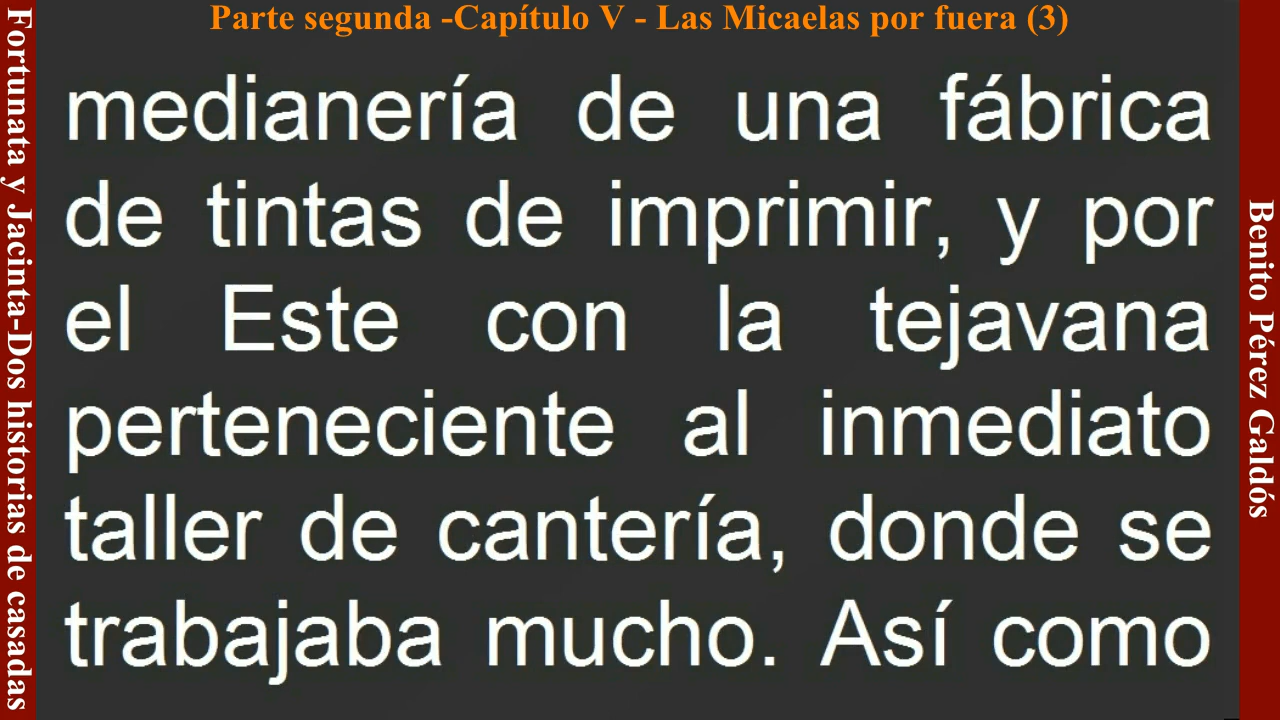 Parte segunda -Capítulo V - Las Micaelas por fuera (3)
Fortunata y Jacinta-Dos historias de casadas
medianería de una fábrica
de tintas de imprimir, y por
el Este con la tejavana
perteneciente al inmediato
taller de cantería, donde se
trabajaba mucho. Así como
Benito Pérez Galdós